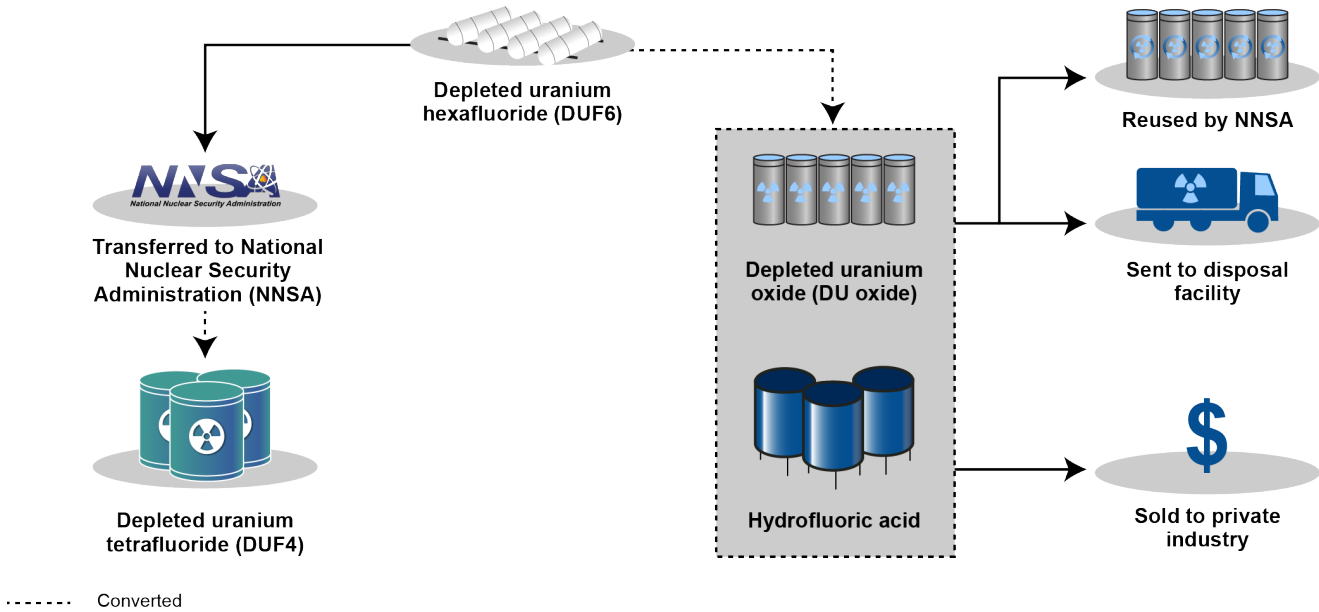 Depleted uranium
hexafluoride (DUF6)
NNSA
National Nuclear Security Administration
Transferred to National
Nuclear Security
Administration (NNSA)
Depleted uranium
tetrafluoride (DUF4)
Depleted uranium
oxide (DU oxide)
Hydrofluoric acid
Reused by NNSA
Sent to disposal
facility
$
Sold to private
industry
Converted